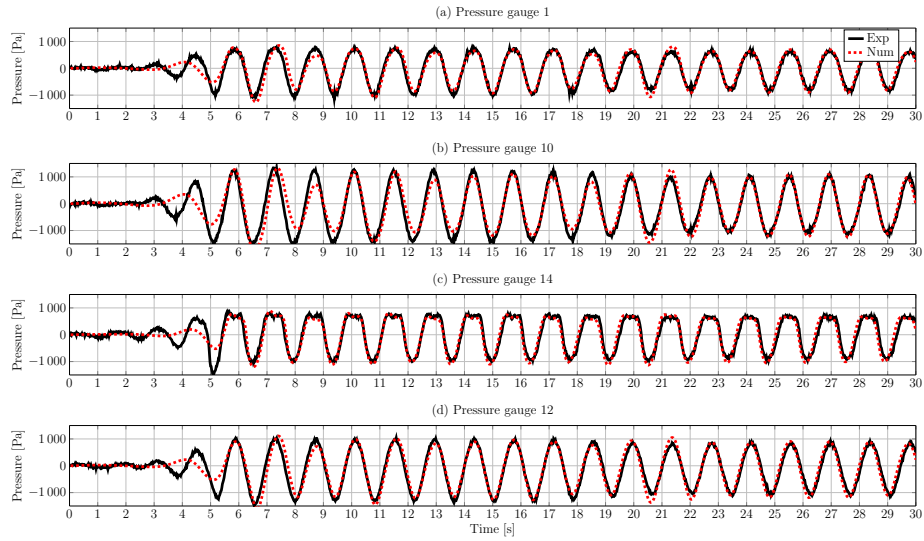 (a) Pressure gauge 1
Pressure [Pa]
1 000
0
−1 000
Exp
Num
0 1 2 3 4 5 6 7 8 9 10 11 12 13 14 15 16 17 18 19 20 21 22 23 24 25 26 27 28 29 30
(b) Pressure gauge 10
Pressure [Pa]
1 000
0
−1 000
0 1 2 3 4 5 6 7 8 9 10 11 12 13 14 15 16 17 18 19 20 21 22 23 24 25 26 27 28 29 30
(c) Pressure gauge 14
Pressure [Pa]
1 000
0
−1 000
0 1 2 3 4 5 6 7 8 9 10 11 12 13 14 15 16 17 18 19 20 21 22 23 24 25 26 27 28 29 30
(d) Pressure gauge 12
Pressure [Pa]
1 000
0
−1 000
0 1 2 3 4 5 6 7 8 9 10 11 12 13 14 15 16 17 18 19 20 21 22 23 24 25 26 27 28 29 30
Time [s]